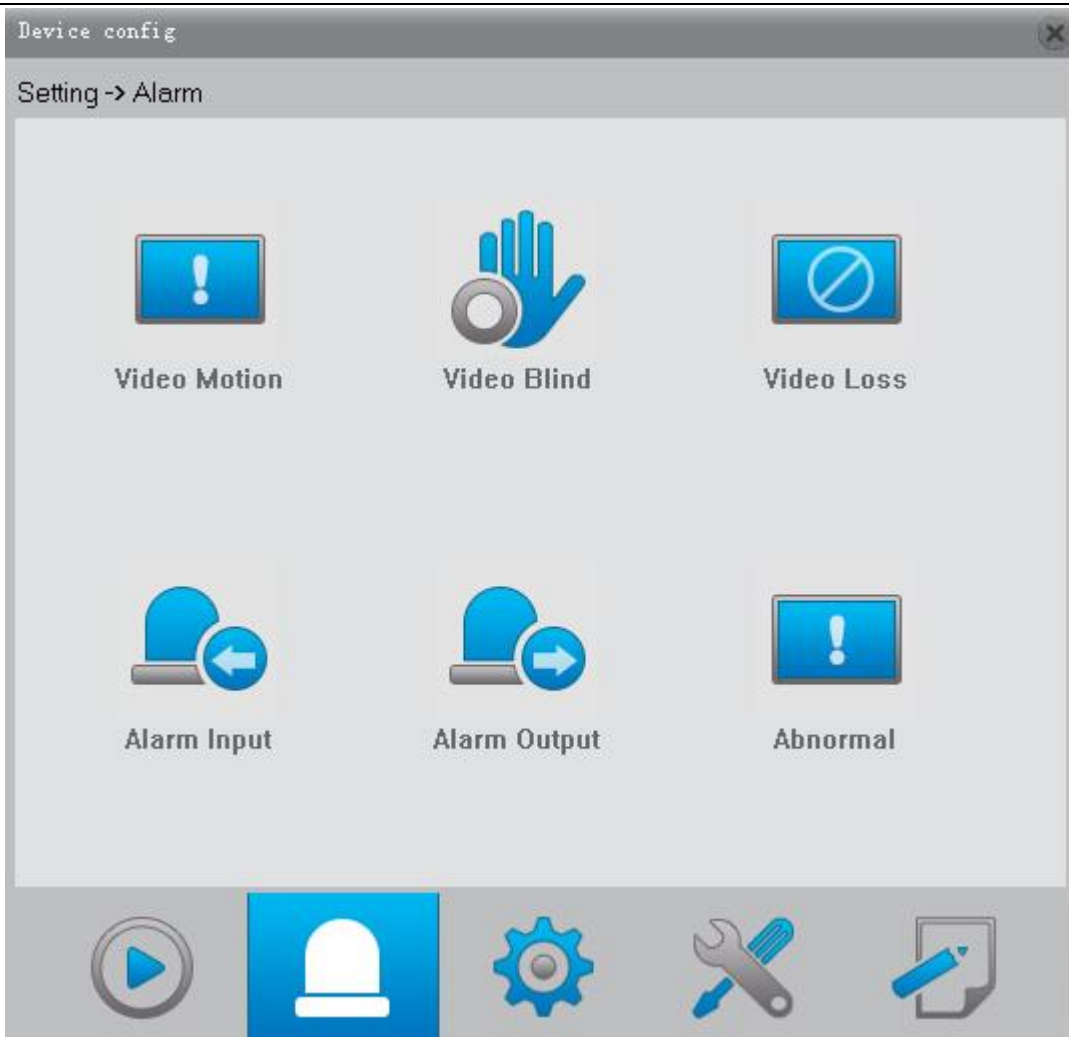 Device config
Setting -> Alarm
Video Motion
Video Blind
Video Loss
Alarm Input
Alarm Output
Abnormal